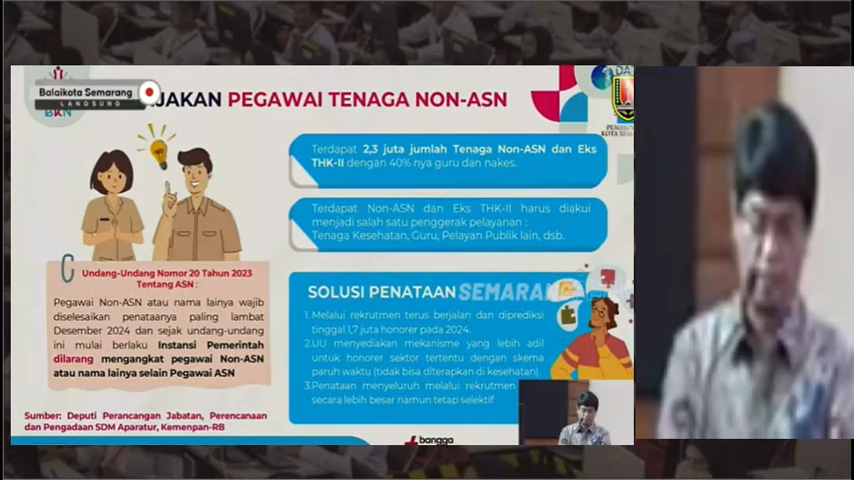 Balaikota Semarang
LANGSUNG
BKN
JAKAN PEGAWAI TENAGA NON-ASN
Terdapat 2,3 juta jumlah Tenaga Non-ASN dan Eks
THK-II dengan 40% nya guru dan nakes.
Terdapat Non-ASN dan Eks THK-II harus diakui
menjadi salah satu penggerak pelayanan :
Tenaga Kesehatan, Guru, Pelayan Publik lain, dsb.
Undang-Undang Nomor 20 Tahun 2023
Tentang ASN :
Pegawai Non-ASN atau nama lainya wajib
diselesaikan penataanya paling lambat
Desember 2024 dan sejak undang-undang
ini mulai berlaku Instansi Pemerintah
dilarang mengangkat pegawai Non-ASN
atau nama lainya selain Pegawai ASN
Sumber: Deputi Perancangan Jabatan, Perencanaan
dan Pengadaan SDM Aparatur, Kemenpan-RB
SOLUSI PENATAAN SEMARAN
1. Melalui rekrutmen terus berjalan dan diprediksi
tinggal 1,7 juta honorer pada 2024.
2.UU menyediakan mekanisme yang lebih adil
untuk honorer sektor tertentu dengan skema
paruh waktu (tidak bisa diterapkan di kesehatan).
3.Penataan menyeluruh melalui rekrutmen
secara lebih besar namun tetap selektif
bangga